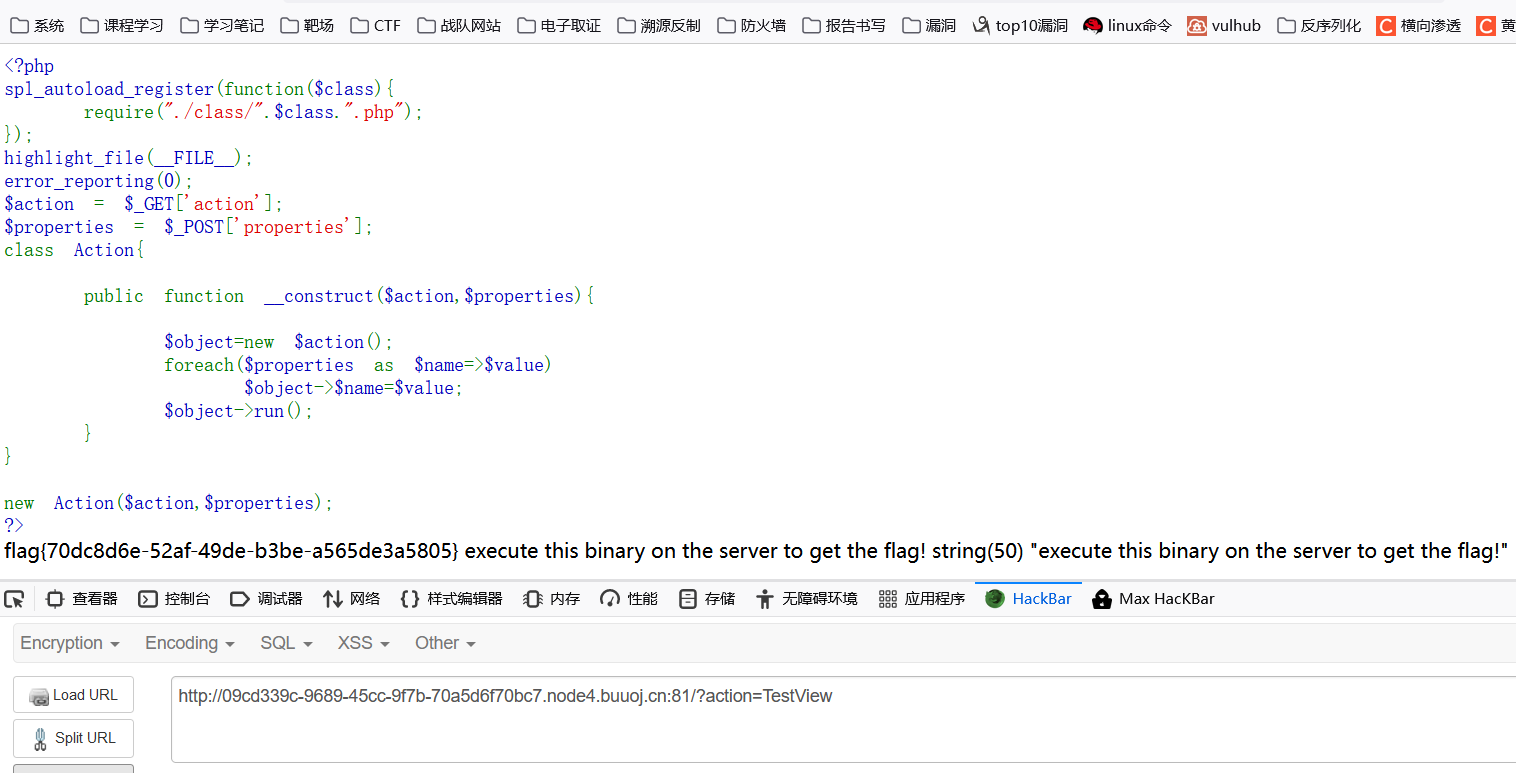 系统 课程学习 学习笔记 靶场 CTF 战队网站 电子取证 溯源反制 防火墙 报告书写 漏洞 top10漏洞 linux命令 vulhub 反序列化 C 横向渗透 C 黄
<?php
spl_autoload_register(function($class){
        require("./class/".$class.".php");
});
highlight_file(__FILE__);
error_reporting(0);
$action = $_GET['action'];
$properties = $_POST['properties'];
class Action{
        public function __construct($action,$properties){
                $object=new $action();
                foreach($properties as $name=>$value)
                        $object->$name=$value;
                $object->run();
        }
}
new Action($action,$properties);
?>
flag{70dc8d6e-52af-49de-b3be-a565de3a5805} execute this binary on the server to get the flag! string(50) "execute this binary on the server to get the flag!"
查看器 控制台 调试器 网络 样式编辑器 内存 性能 存储 无障碍环境 应用程序 HackBar Max HacKBar
Encryption Encoding SQL XSS Other
Load URL http://09cd339c-9689-45cc-9f7b-70a5d6f70bc7.node4.buuoj.cn:81/?action=TestView
Split URL